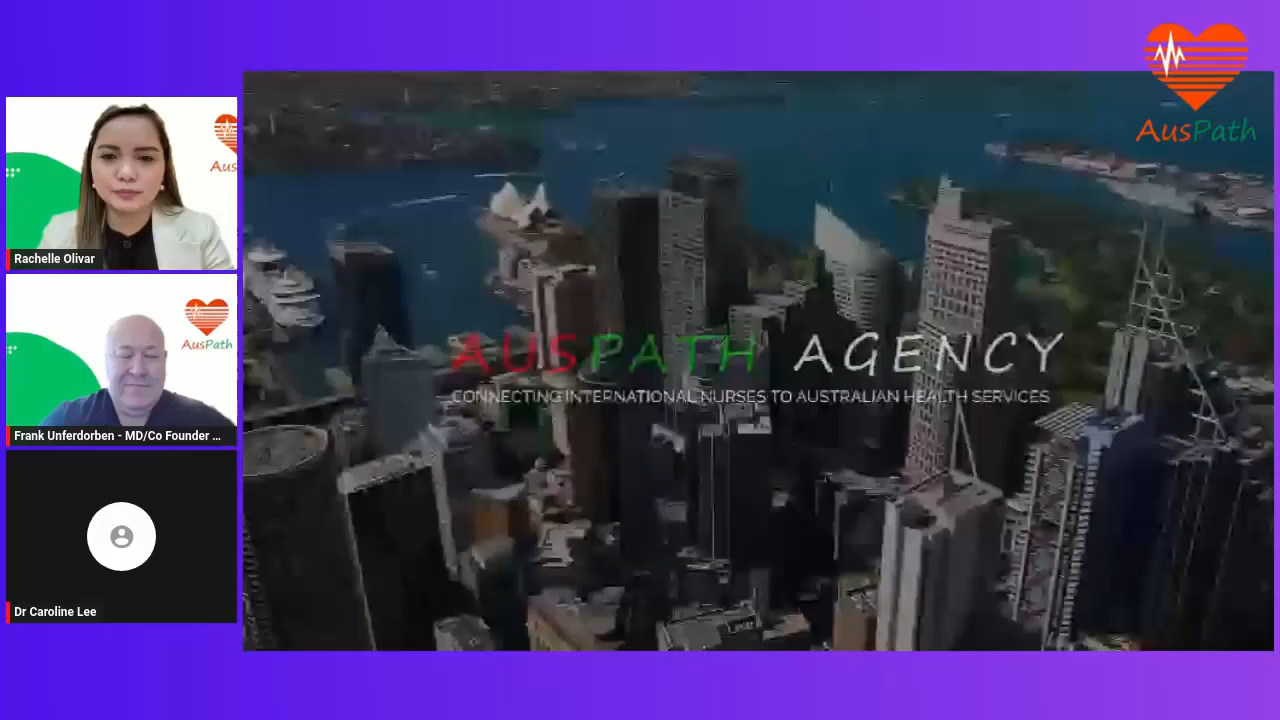 AusPath
Aus
Rachelle Olivar
AusPath
Frank Unferdorben - MD/Co Founder ...
Dr Caroline Lee
AUSPATH AGENCY
CONNECTING INTERNATIONAL NURSES TO AUSTRALIAN HEALTH SERVICES